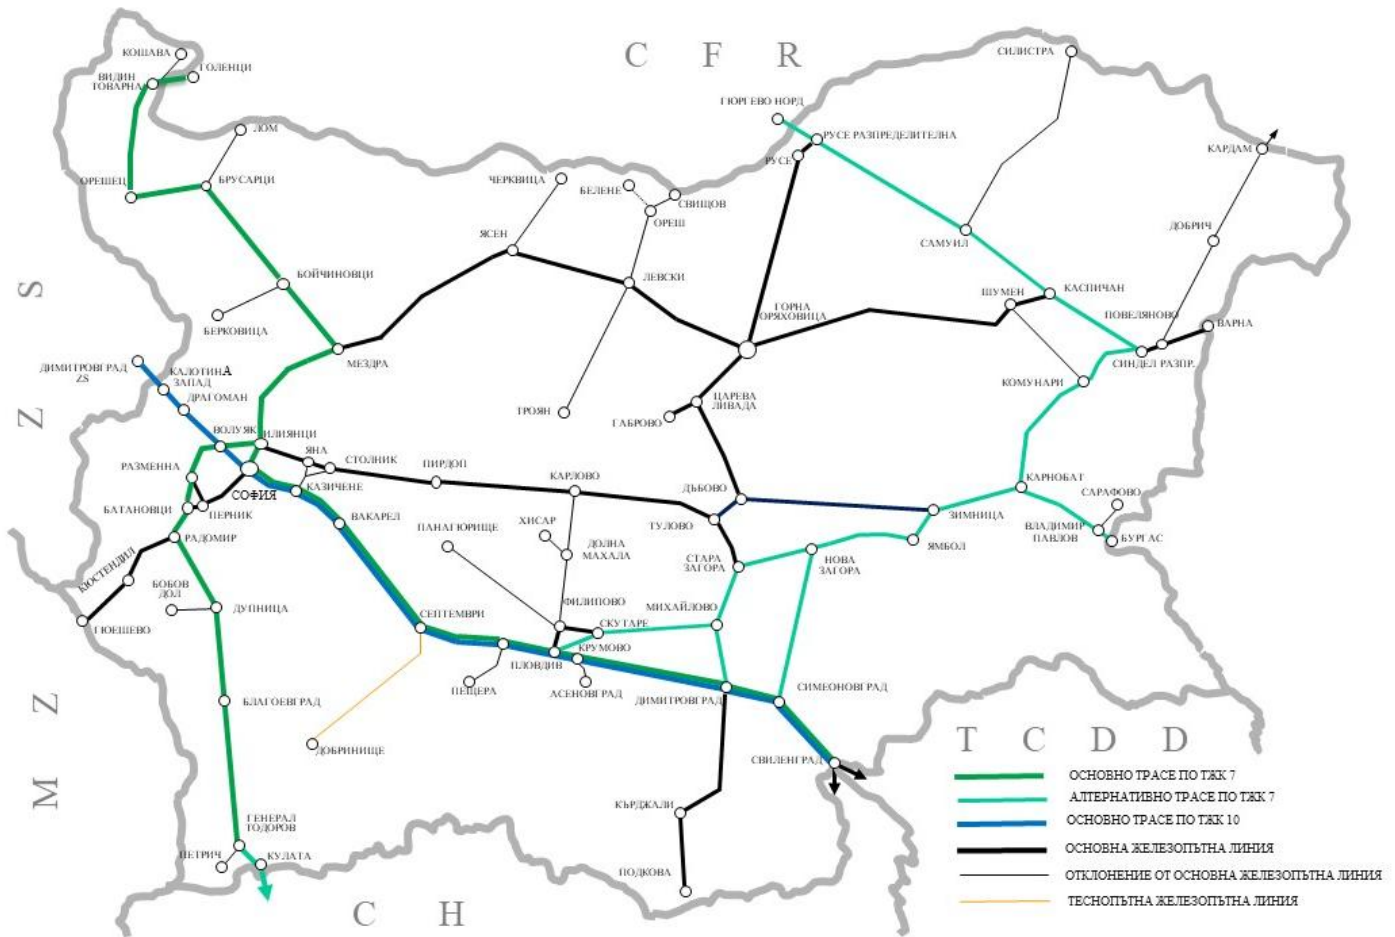 C F R
КОШАВА
ГОЛЕНЦИ
ВИДИН
ТОВАРНА
СИЛИСТРА
ГЮРГЕВО НОРД
ЛОМ
РУСЕ РАЗПРЕДЕЛИТЕЛНА
РУСЕ
КАРДАМ
ОРЕШЕЦ
БРУСАРЦИ
ЧЕРКВИЦА
БЕЛЕНЕ
СВИЩОВ
ОРЕШ
ДОБРИЧ
ЯСЕН
САМУИЛ
БОЙЧИНОВЦИ
ЛЕВСКИ
КАСПИЧАН
ШУМЕН
ГОРНА
ОРЯХОВИЦА
ПОВЕЛЯНОВО
ВАРНА
БЕРКОВИЦА
МЕЗДРА
СИНДЕЛ РАЗПР.
ДИМИТРОВГРАД
ZS
КАЛОТИНА
ЗАПАД
ДРАГОМАН
КОМУНАРИ
ЦАРЕВА
ЛИВАДА
ТРОЯН
ГАБРОВО
ВОЛУЯК
ИЛИЯНЦИ
ЯНА
СТОЛНИК
ПИРДОП
КАРЛОВО
РАЗМЕННА
КАЗИЧЕНЕ
СОФИЯ
ДЪБОВО
КАРНОБАТ
САРАФОВО
БАТАНОВЦИ
ПЕРНИК
ВАКАРЕЛ
ПАНАГЮРИЩЕ
ХИСАР
ТУЛОВО
ЗИМНИЦА
ВЛАДИМИР
ПАВЛОВ
БУРГАС
РАДОМИР
ДОЛНА
МАХАЛА
СТАРА
ЗАГОРА
НОВА
ЗАГОРА
ЯМБОЛ
КЮСТЕНДИЛ
БОБОВ
ДОЛ
ДУПНИЦА
СЕПТЕМВРИ
ФИЛИПОВО
СКУТАРЕ
МИХАЙЛОВО
ГЮЕШЕВО
КРУМОВО
ПЛОВДИВ
ПЕЩЕРА
АСЕНОВГРАД
ДИМИТРОВГРАД
СИМЕОНОВГРАД
БЛАГОЕВГРАД
ДОБРИНИЩЕ
СВИЛЕНГРАД
КЪРДЖАЛИ
ГЕНЕРАЛ
ТОДОРОВ
ПЕТРИЧ
КУЛАТА
ПОДКОВА
Z Z S
M Z
C H
T C D D
ОСНОВНО ТРАСЕ ПО ТЖК 7
АЛТЕРНАТИВНО ТРАСЕ ПО ТЖК 7
ОСНОВНО ТРАСЕ ПО ТЖК 10
ОСНОВНА ЖЕЛЕЗОПЪТНА ЛИНИЯ
ОТКЛОНЕНИЕ ОТ ОСНОВНА ЖЕЛЕЗОПЪТНА ЛИНИЯ
ТЕСНОПЪТНА ЖЕЛЕЗОПЪТНА ЛИНИЯ